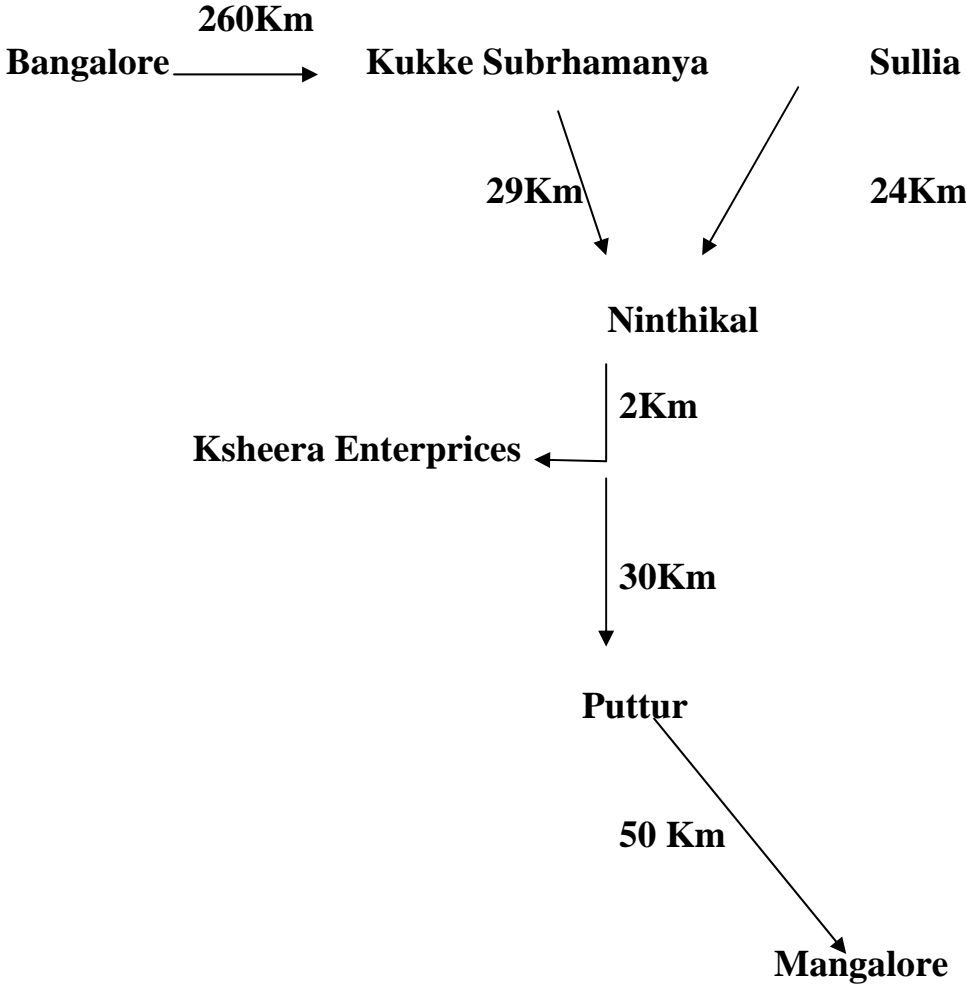 260Km
Bangalore Kukke Subrhamanya Sullia
29Km 24Km
Ninthikal
2Km
Ksheera Enterprices
30Km
Puttur
50 Km
Mangalore